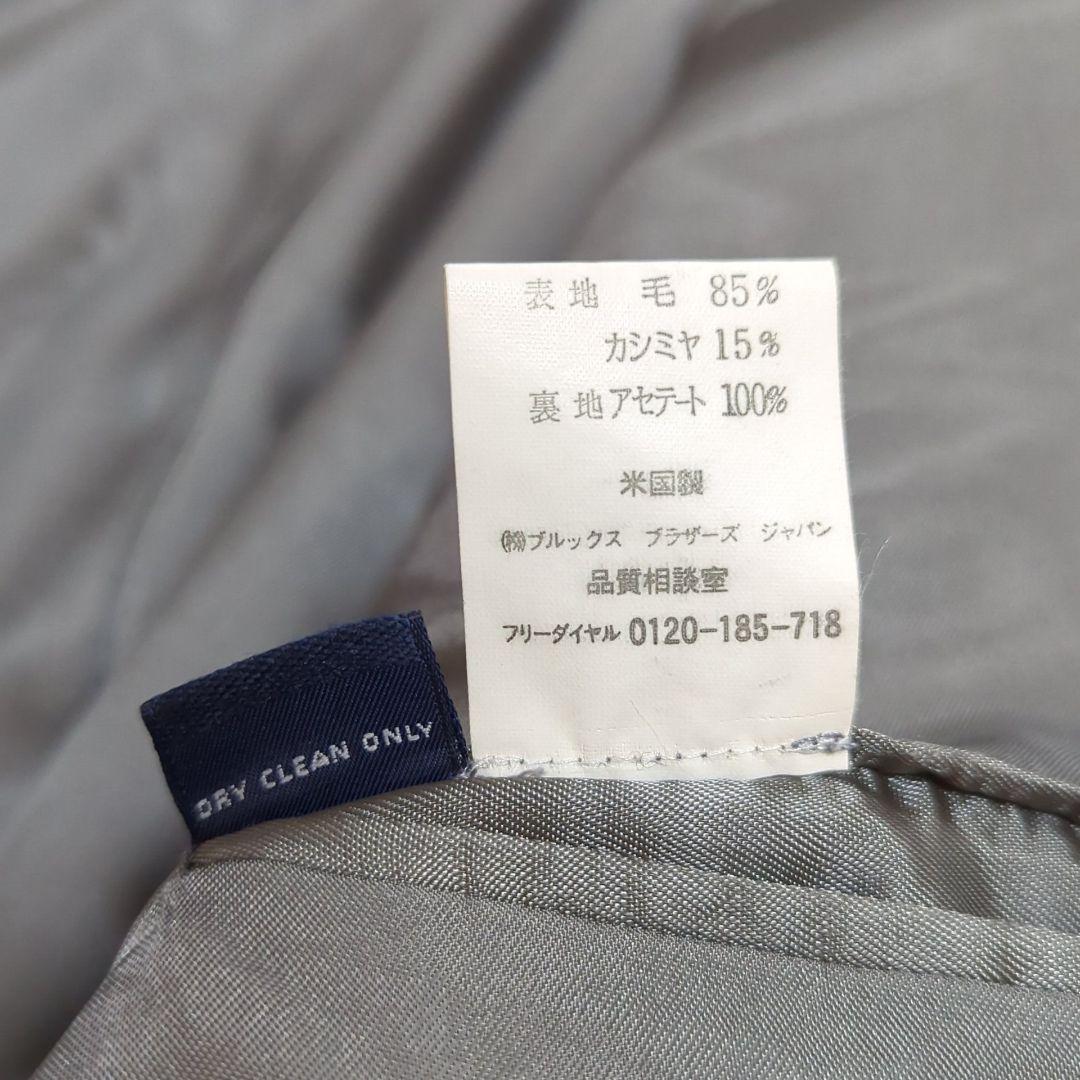 表地 毛 85%
カシミヤ 15%
裏地アセテート 100%
米国製
㈱ブルックス ブラザーズ ジャパン
品質相談室
フリーダイヤル 0120-185-718
DRY CLEAN ONLY